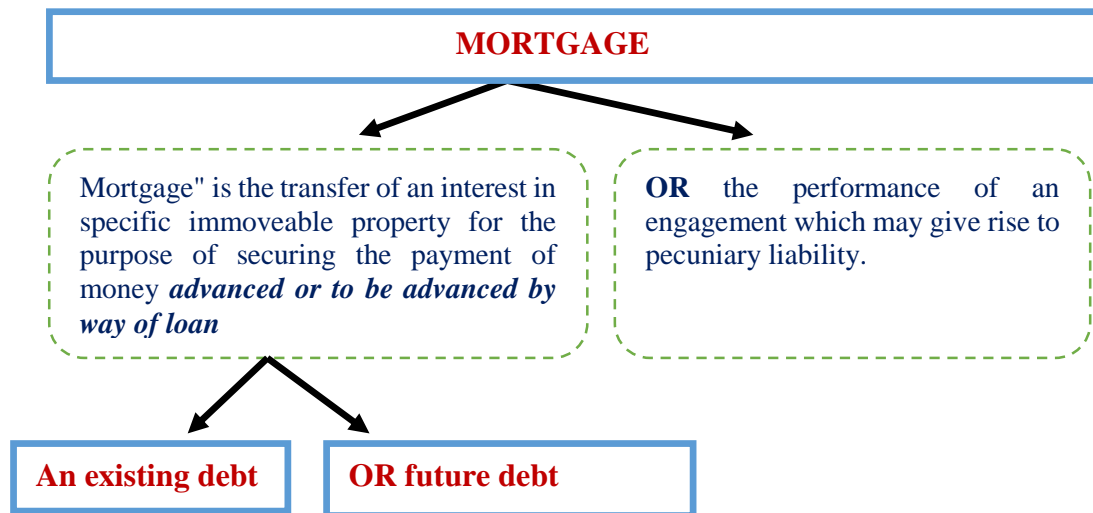 MORTGAGE
Mortgage" is the transfer of an interest in
specific immoveable property for the
purpose of securing the payment of
money advanced or to be advanced by
way of loan
OR the performance of an
engagement which may give rise to
pecuniary liability.
An existing debt
OR future debt